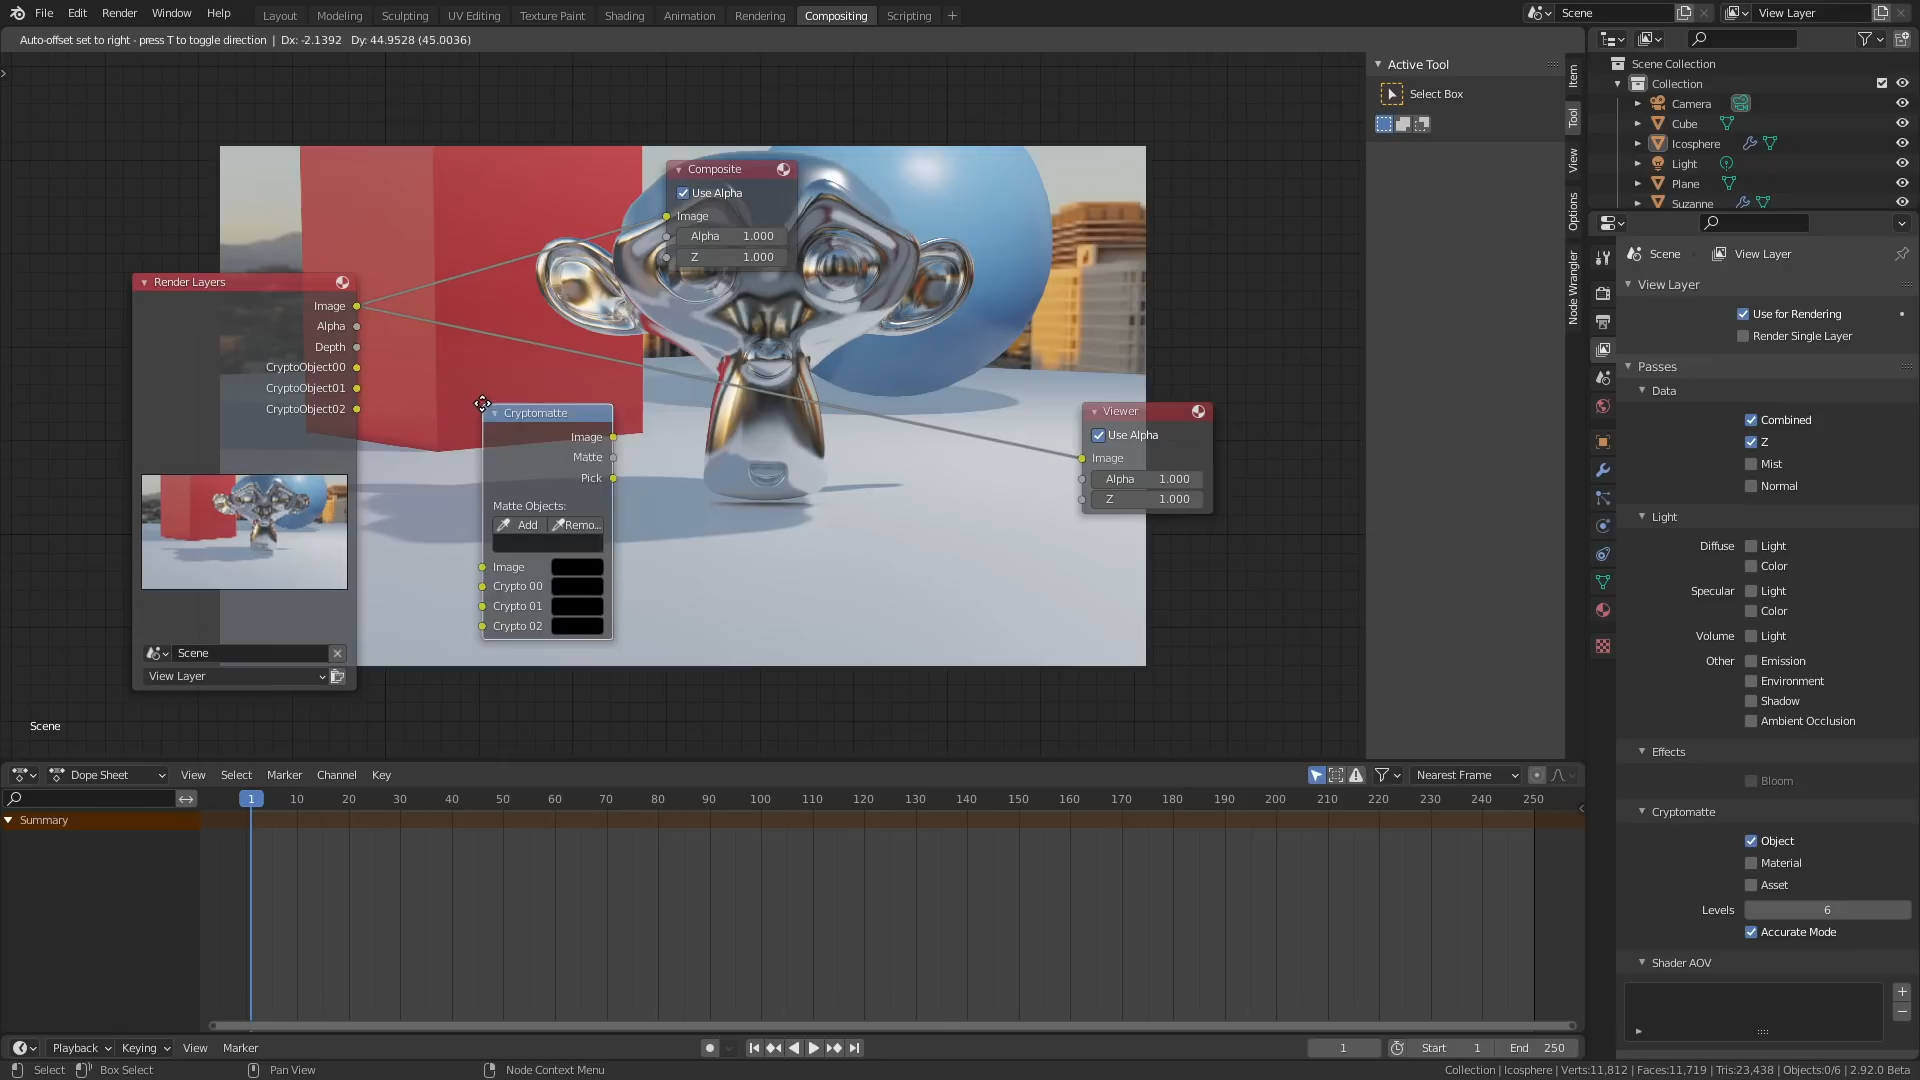 File Edit Render Window Help Layout Modeling Sculpting UV Editing Texture Paint Shading Animation Rendering Compositing Scripting + Scene View Layer
Auto-offset set to right - press T to toggle direction | Dx: -2.1392 Dy: 44.9528 (45.0036)
Active Tool
Select Box
Item
Tool
View
Options
Node Wrangler
Scene Collection
Collection
Camera
Cube
Icosphere
Light
Plane
Suzanne
Composite
Use Alpha
Image
Alpha 1.000
Z 1.000
Render Layers
Image
Alpha
Depth
CryptoObject00
CryptoObject01
CryptoObject02
Scene
View Layer
Cryptomatte
Image
Matte
Pick
Matte Objects:
Add Remo...
Image
Crypto 00
Crypto 01
Crypto 02
Viewer
Use Alpha
Image
Alpha 1.000
Z 1.000
Scene
Scene View Layer
View Layer
Use for Rendering
Render Single Layer
Passes
Data
Combined
Z
Mist
Normal
Light
Diffuse Light
Color
Specular Light
Color
Volume Light
Other Emission
Environment
Shadow
Ambient Occlusion
Effects
Bloom
Cryptomatte
Object
Material
Asset
Levels 6
Accurate Mode
Shader AOV
Dope Sheet View Select Marker Channel Key Nearest Frame
1 10 20 30 40 50 60 70 80 90 100 110 120 130 140 150 160 170 180 190 200 210 220 230 240 250
Summary
Playback Keying View Marker 1 Start 1 End 250
Select Box Select Pan View Node Context Menu Collection | Icosphere | Verts:11,812 | Faces:11,719 | Tris:23,438 | Objects:0/6 | 2.92.0 Beta